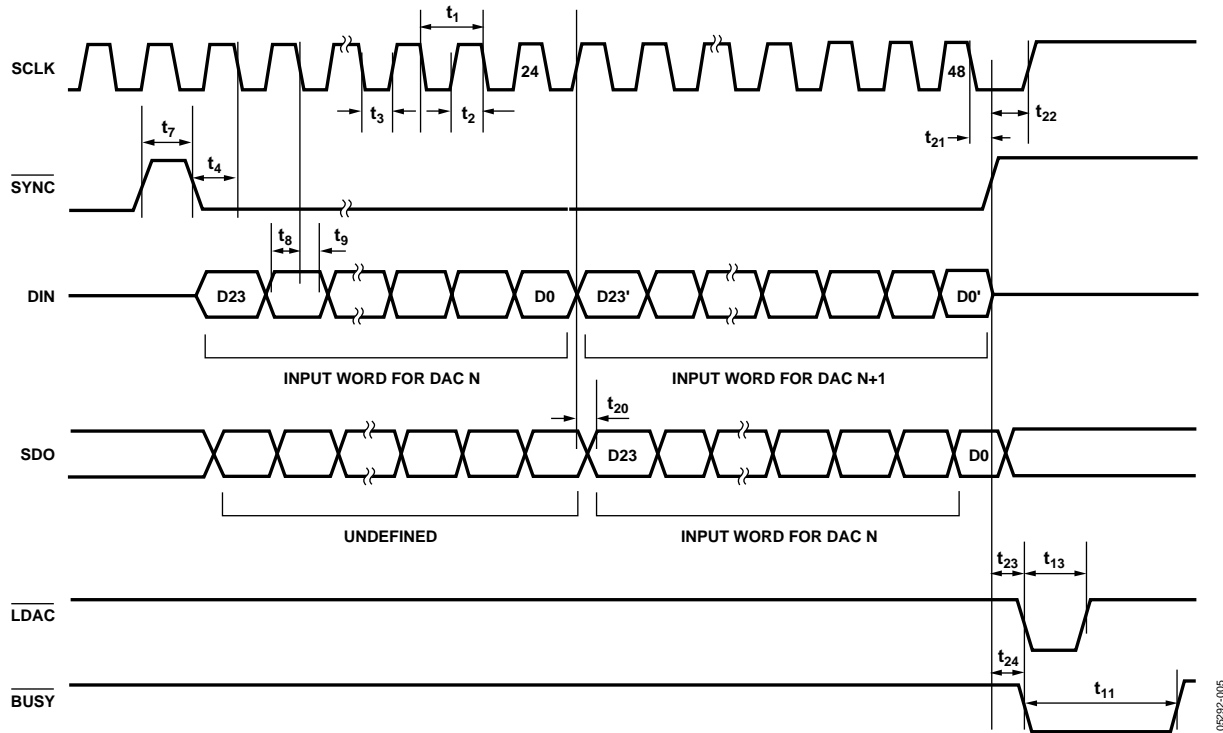 t1
SCLK
24
48
t3
t2
t22
t21
t7
t4
SYNC
t8
t9
DIN
D23
D0
D23'
D0'
INPUT WORD FOR DAC N
INPUT WORD FOR DAC N+1
t20
SDO
D23
D0
UNDEFINED
INPUT WORD FOR DAC N
t23
t13
LDAC
t24
BUSY
t11
05292-005